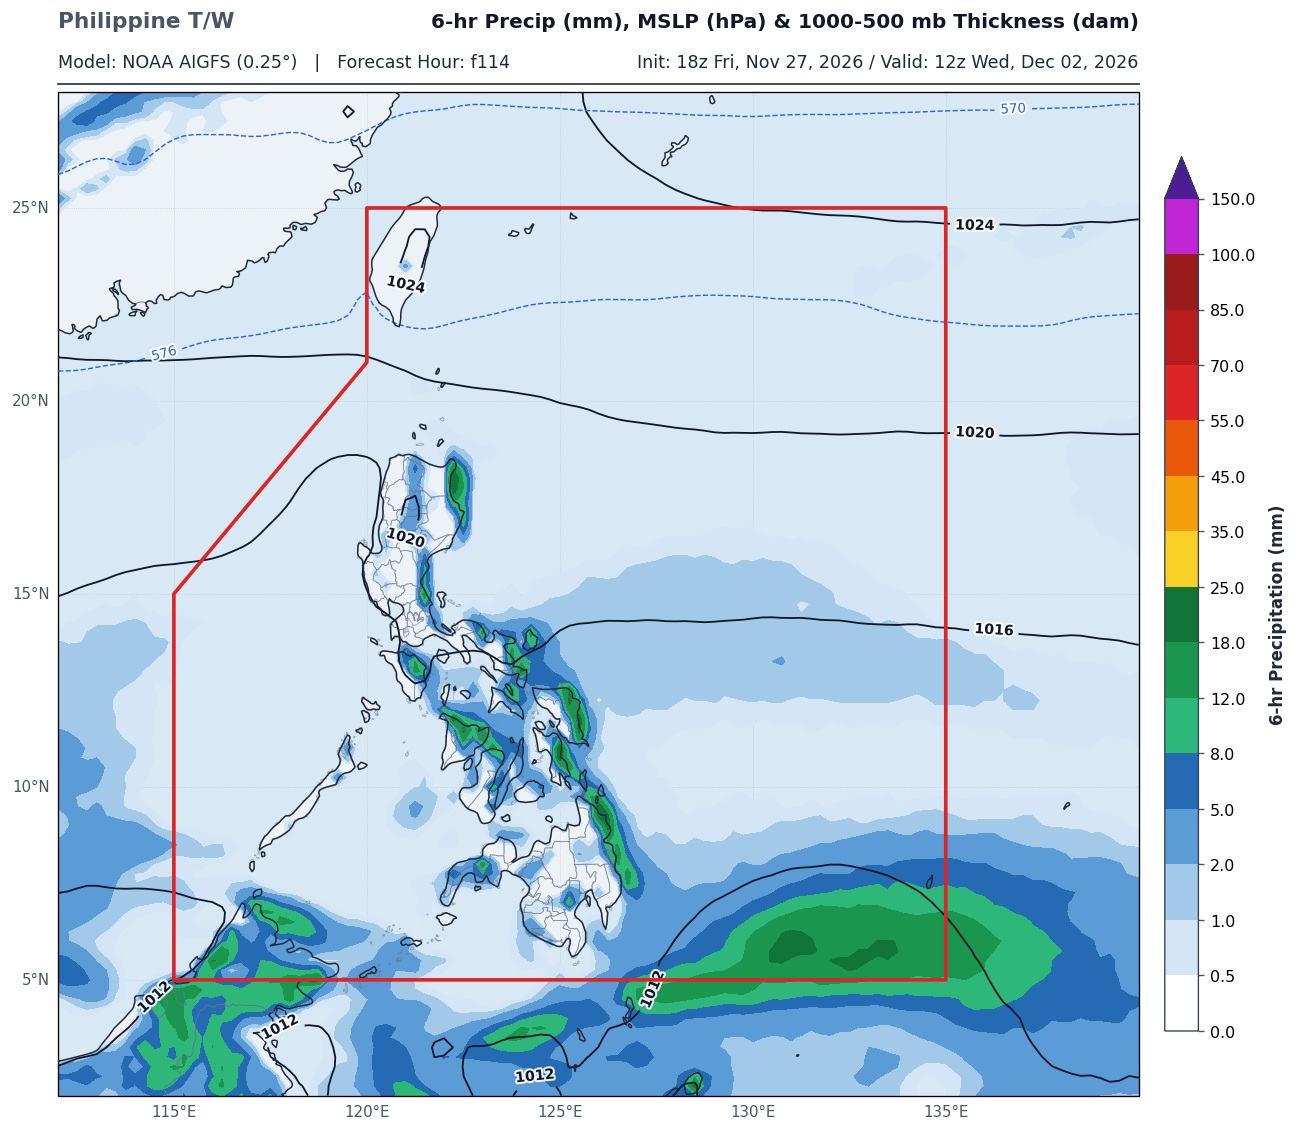 Philippine T/W
6-hr Precip (mm), MSLP (hPa) & 1000-500 mb Thickness (dam)
Model: NOAA AIGFS (0.25°) | Forecast Hour: f114
Init: 18z Fri, Nov 27, 2026 / Valid: 12z Wed, Dec 02, 2026
570
25°N
1024
1024
576
20°N
1020
1020
15°N
1016
10°N
5°N
1012
1012
1012
1012
115°E
120°E
125°E
130°E
135°E
150.0
100.0
85.0
70.0
55.0
45.0
35.0
25.0
18.0
12.0
8.0
5.0
2.0
1.0
0.5
0.0
6-hr Precipitation (mm)